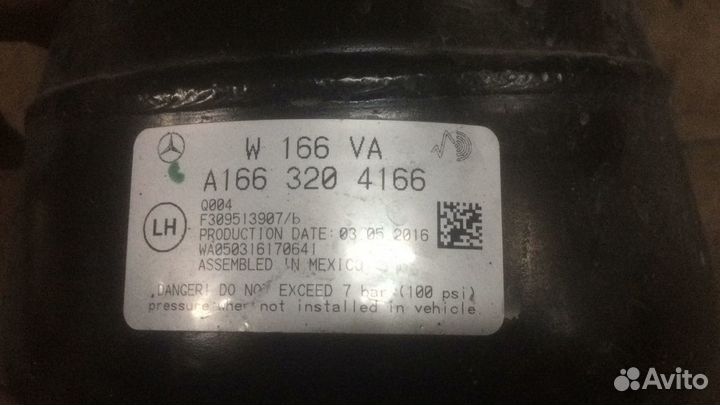 W 166 VA
A166 320 4166
Q004
LH
F309513907/b
PRODUCTION DATE: 03/05 2016
WA050316170641
ASSEMBLED IN MEXICO
DANGER! DO NOT EXCEED 7 bar (100 psi)
pressure when not installed in vehicle
Avito